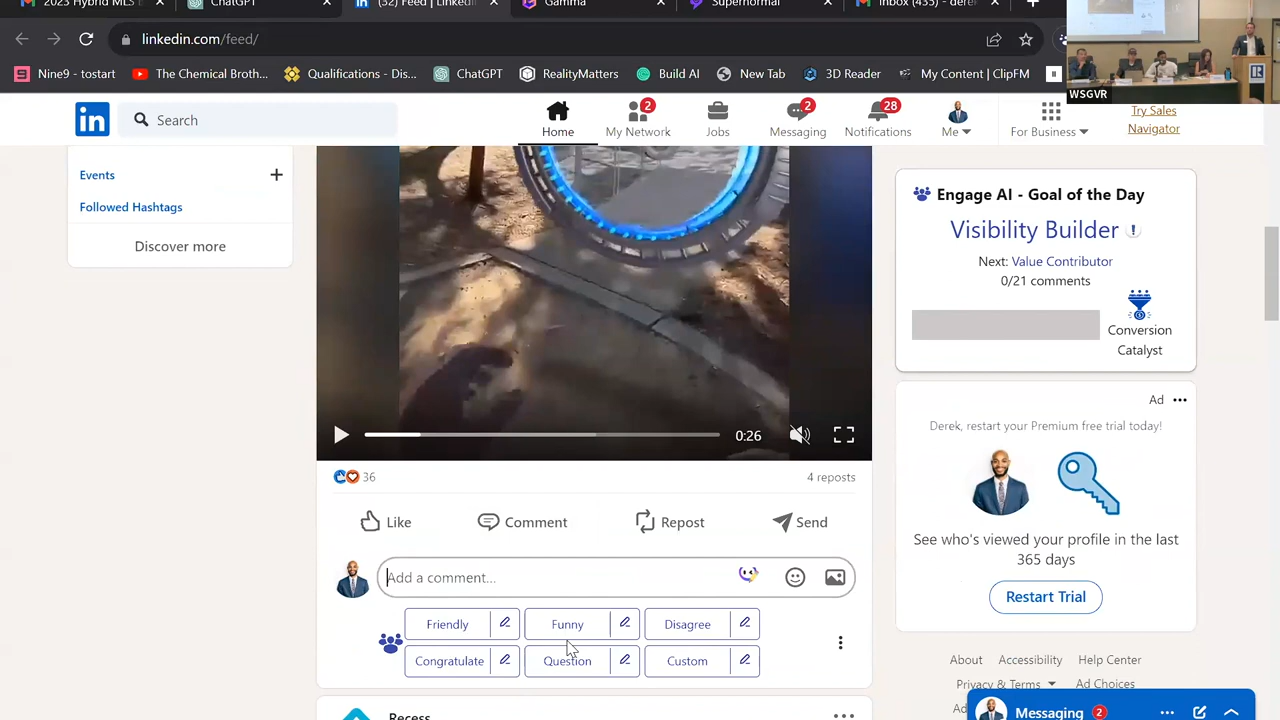 2023 Hybrid MLS
ChatGPT
(32) Feed | LinkedIn
Gamma
Supernormal
Inbox (435) - dere
linkedin.com/feed/
Nine9 - tostart
The Chemical Broth...
Qualifications - Dis...
ChatGPT
RealityMatters
Build AI
New Tab
3D Reader
My Content | ClipFM
WSGVR
in
Search
2
2
28
Home
My Network
Jobs
Messaging
Notifications
Me
For Business
Try Sales
Navigator
Events
Followed Hashtags
Discover more
0:26
36
4 reposts
Like
Comment
Repost
Send
Add a comment...
Friendly
Funny
Disagree
Congratulate
Question
Custom
Recess
Engage AI - Goal of the Day
Visibility Builder !
Next: Value Contributor
0/21 comments
Conversion
Catalyst
Ad
Derek, restart your Premium free trial today!
See who's viewed your profile in the last
365 days
Restart Trial
About Accessibility Help Center
Privacy & Terms Ad Choices
Messaging 2